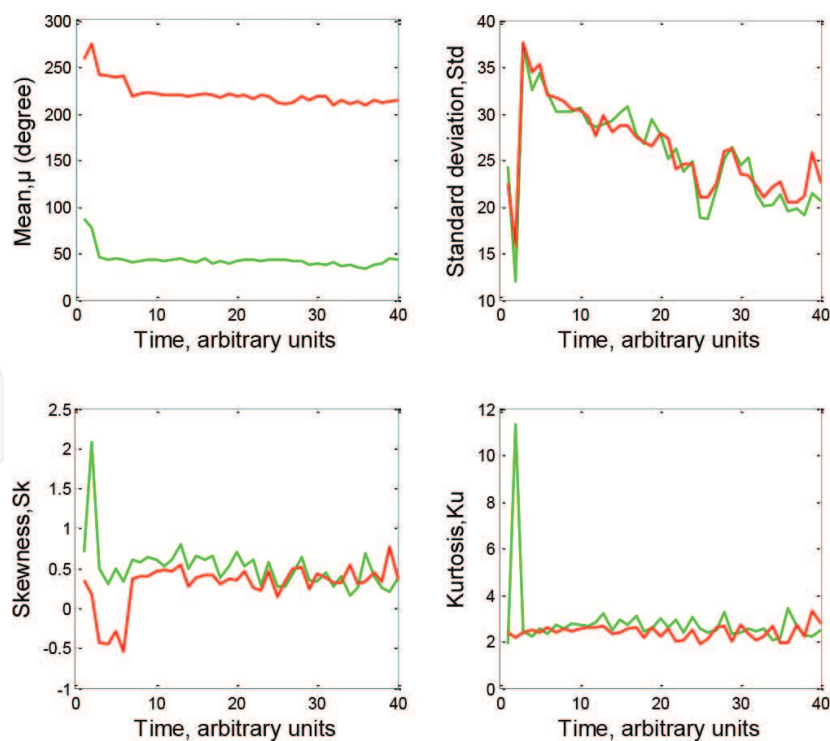 300
250
200
150
100
50
0
Mean,µ (degree)
0 10 20 30 40
Time, arbitrary units
40
35
30
25
20
15
10
Standard deviation,Std
0 10 20 30 40
Time, arbitrary units
2.5
2
1.5
1
0.5
0
-0.5
-1
Skewness,Sk
0 10 20 30 40
Time, arbitrary units
12
10
8
6
4
2
0
Kurtosis,Ku
0 10 20 30 40
Time, arbitrary units